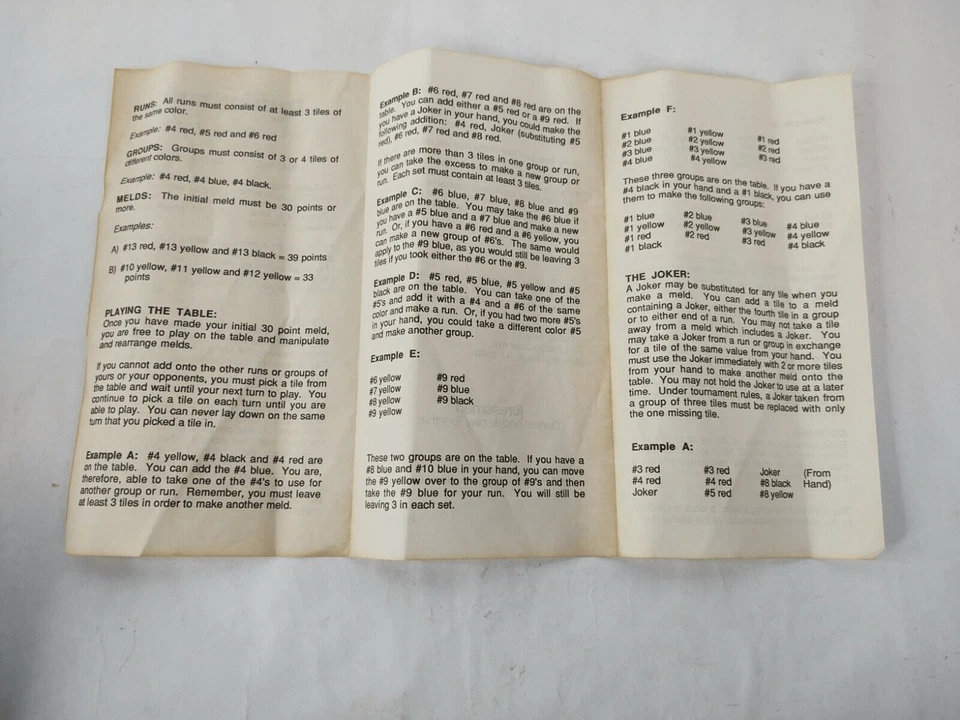 RUNS: All runs must consist of at least 3 tiles of
the same color.
Example: #4 red, #5 red and #6 red
GROUPS: Groups must consist of 3 or 4 tiles of
different colors.
Example: #4 red, #4 blue, #4 black.
MELDS: The initial meld must be 30 points or
more.
Examples:
A) #13 red, #13 yellow and #13 black = 39 points
B) #10 yellow, #11 yellow and #12 yellow = 33
points
PLAYING THE TABLE:
Once you have made your initial 30 point meld,
you are free to play on the table and manipulate
and rearrange melds.
If you cannot add onto the other runs or groups of
yours or your opponents, you must pick a tile from
the table and wait until your next turn to play. You
continue to pick a tile on each turn until you are
able to play. You can never lay down on the same
turn that you picked a tile in.
Example A: #4 yellow, #4 black and #4 red are
on the table. You can add the #4 blue. You are,
therefore, able to take one of the #4's to use for
another group or run. Remember, you must leave
at least 3 tiles in order to make another meld.
Example B: #6 red, #7 red and #8 red are on the
table. You can add either a #5 red or a #9 red. If
you have a Joker in your hand, you could make the
following addition: #4 red, Joker (substituting #5
red), #6 red, #7 red and #8 red.
If there are more than 3 tiles in one group or run,
you can take the excess to make a new group or
run. Each set must contain at least 3 tiles.
Example C: #6 blue, #7 blue, #8 blue and #9
blue are on the table. You may take the #6 blue if
you have a #5 blue and a #7 blue and make a new
run. Or, if you have a #6 red and a #6 yellow, you
can make a new group of #6's. The same would
apply to the #9 blue, as you would still be leaving 3
tiles if you took either the #6 or the #9.
Example D: #5 red, #5 blue, #5 yellow and #5
black are on the table. You can take one of the
#5's and add it with a #4 and a #6 of the same
color and make a run. Or, if you had two more #5's
in your hand, you could take a different color #5
and make another group.
Example E:
#6 yellow #9 red
#7 yellow #9 blue
#8 yellow #9 black
#9 yellow
These two groups are on the table. If you have a
#8 blue and #10 blue in your hand, you can move
the #9 yellow over to the group of #9's and then
take the #9 blue for your run. You will still be
leaving 3 in each set.
Example F:
#1 blue #1 yellow #1 red
#2 blue #2 yellow #2 red
#3 blue #3 yellow #3 red
#4 blue #4 yellow
These three groups are on the table. If you have a
#4 black in your hand and a #1 black, you can use
them to make the following groups:
#1 blue #2 blue #3 blue #4 blue
#1 yellow #2 yellow #3 yellow #4 yellow
#1 red #2 red #3 red #4 black
#1 black
THE JOKER:
A Joker may be substituted for any tile when you
make a meld. You can add a tile to a meld
containing a Joker, either the fourth tile in a group
or to either end of a run. You may not take a tile
away from a meld which includes a Joker. You
may take a Joker from a run or group in exchange
for a tile of the same value from your hand. You
must use the Joker immediately with 2 or more tiles
from your hand to make another meld onto the
table. You may not hold the Joker to use at a later
time. Under tournament rules, a Joker taken from
a group of three tiles must be replaced with only
the one missing tile.
Example A:
#3 red #3 red Joker (From
#4 red #4 red #8 black Hand)
Joker #5 red #8 yellow